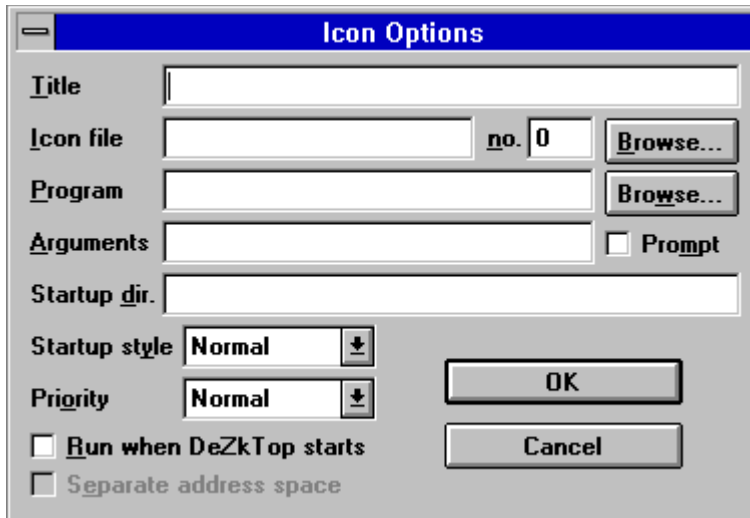 Icon Options
Title
Icon file no. 0 Browse...
Program Browse...
Arguments Prompt
Startup dir.
Startup style Normal
Priority Normal OK
Run when DeZkTop starts Cancel
Separate address space